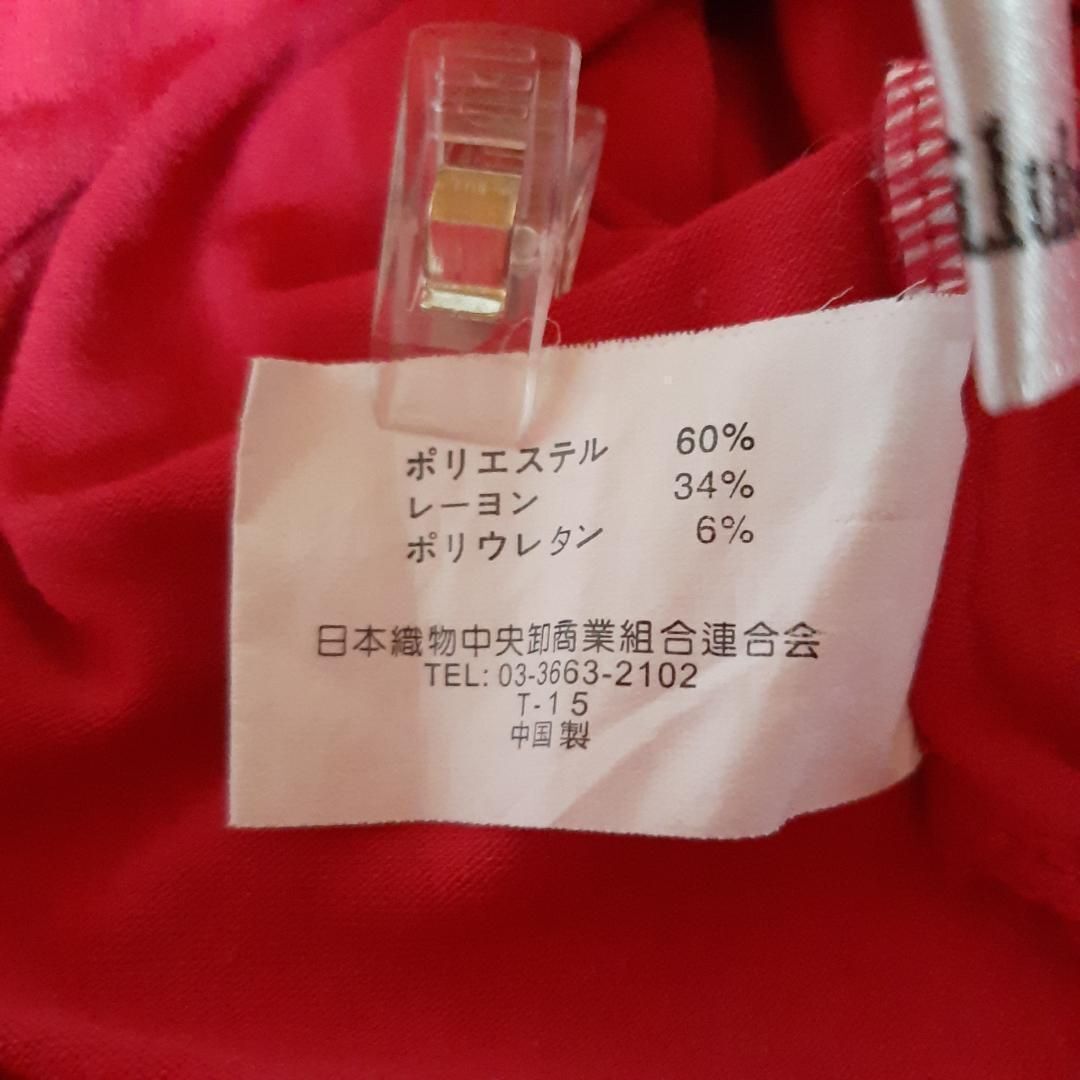 ポリエステル 60%
レーヨン 34%
ポリウレタン 6%
日本織物中央卸商業組合連合会
TEL: 03-3663-2102
T-15
中国製